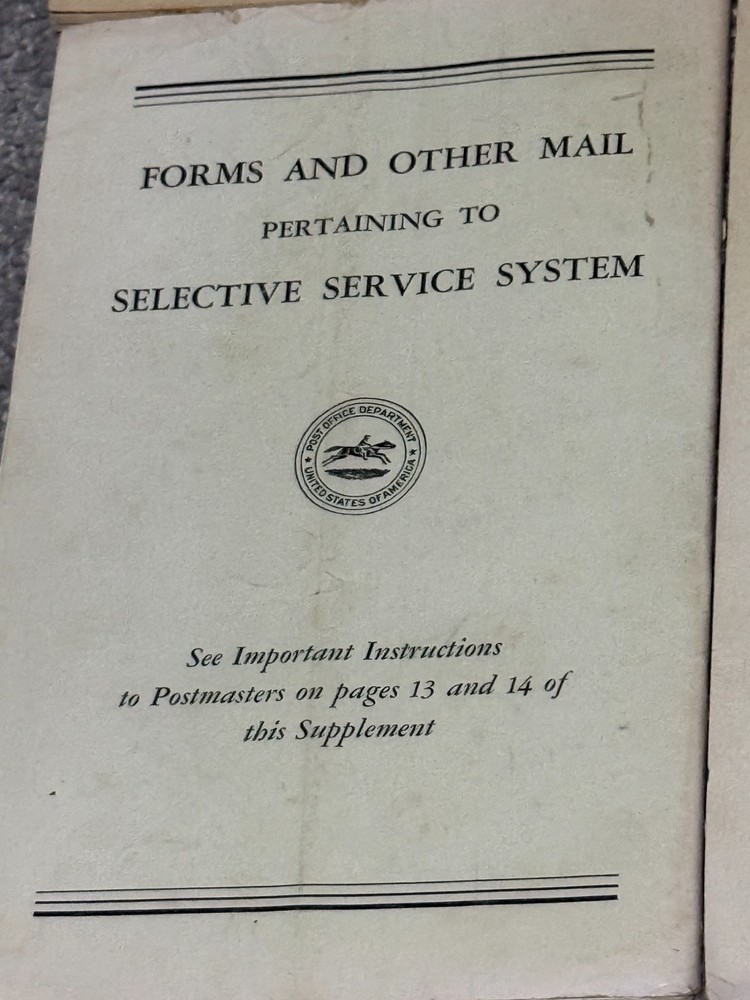 FORMS AND OTHER MAIL
PERTAINING TO
SELECTIVE SERVICE SYSTEM
POST OFFICE DEPARTMENT
★ UNITED STATES OF AMERICA ★
See Important Instructions
to Postmasters on pages 13 and 14 of
this Supplement